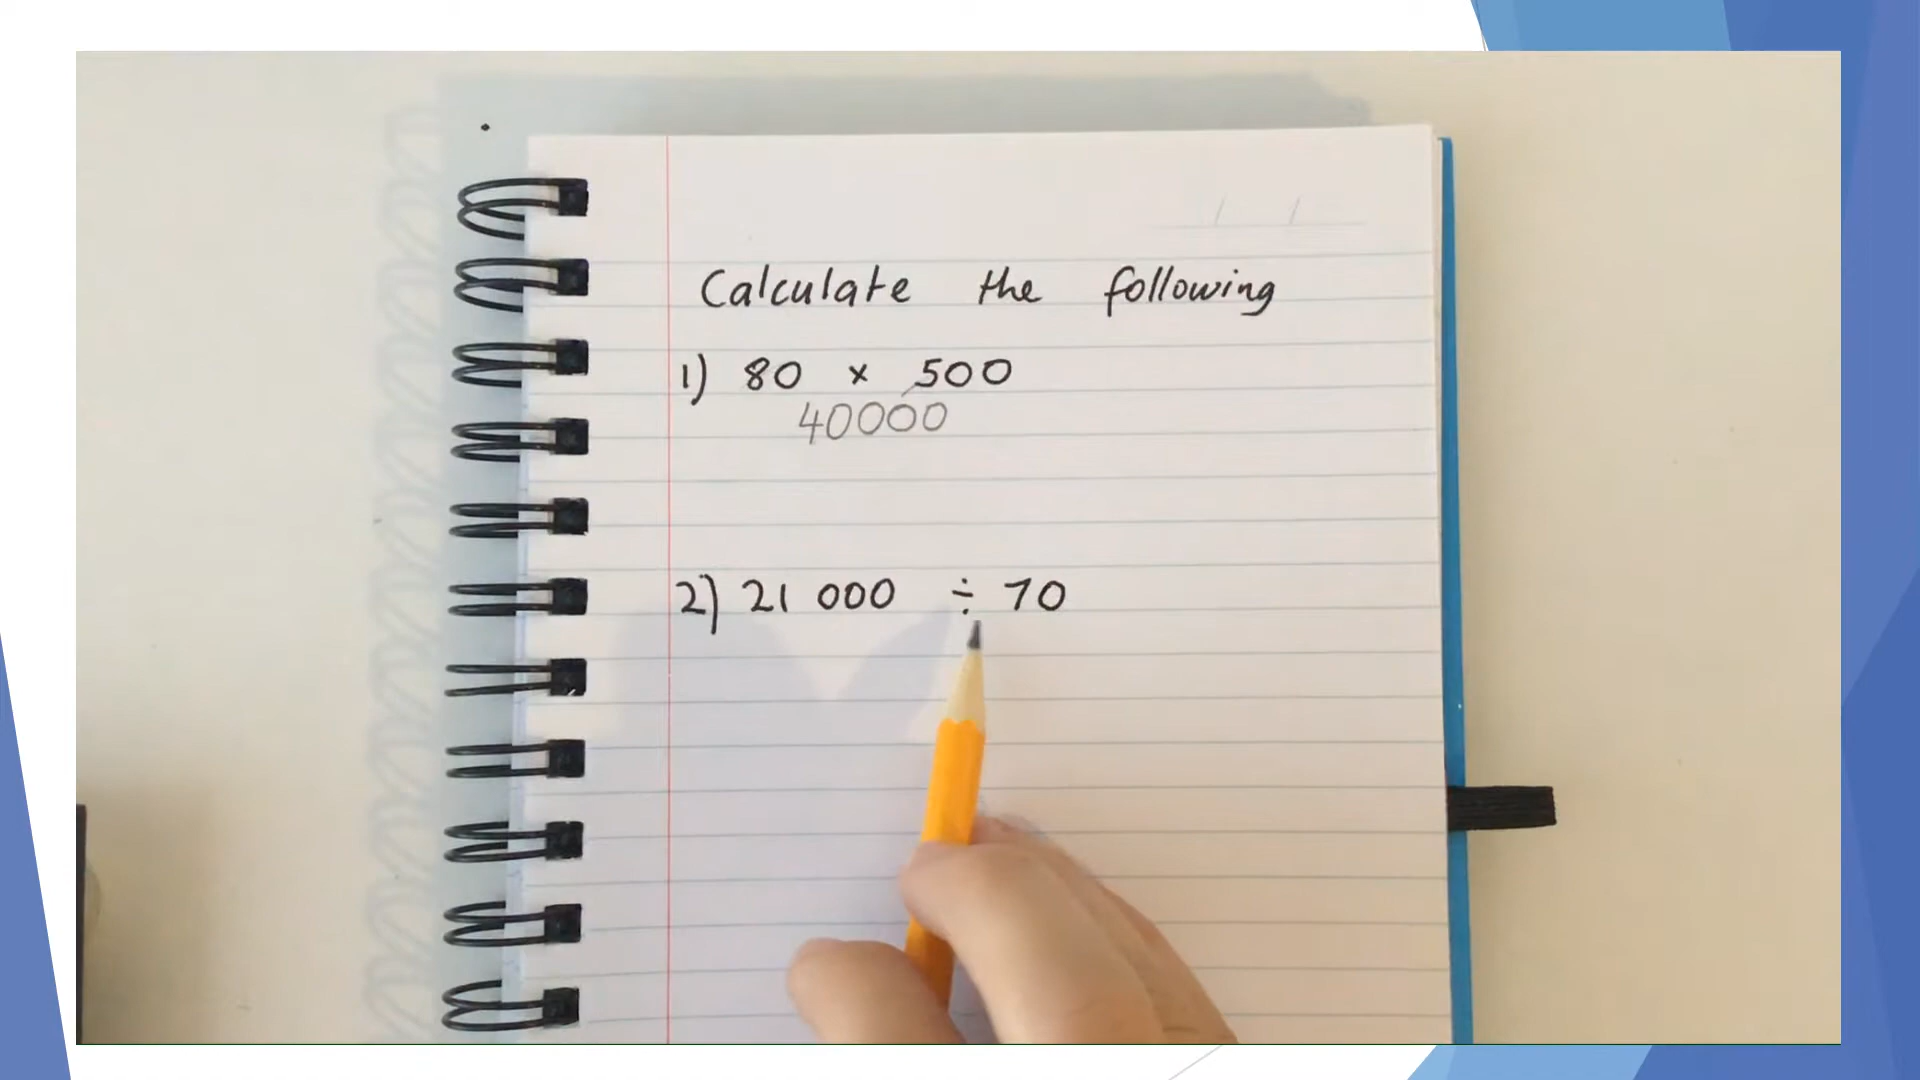 Calculate the following
1) 80 × 500
40000
2) 21 000 ÷ 70